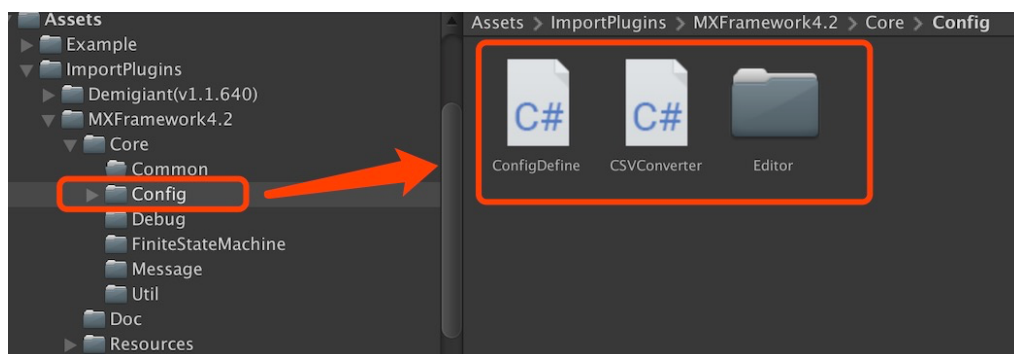 Assets
Example
ImportPlugins
Demigiant(v1.1.640)
MXFramework4.2
Core
Common
Config
Debug
FiniteStateMachine
Message
Util
Doc
Resources
Assets > ImportPlugins > MXFramework4.2 > Core > Config
C#
C#
ConfigDefine CSVConverter Editor